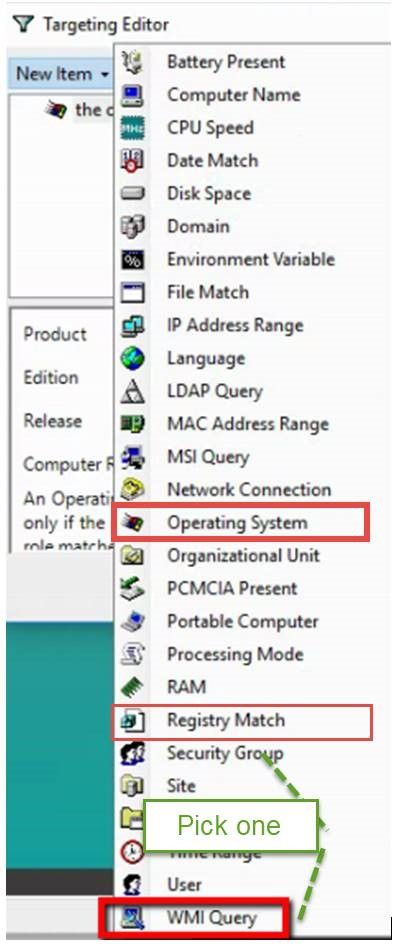 Targeting Editor
New Item
the
Battery Present
Computer Name
CPU Speed
MHz
Date Match
Disk Space
Domain
Environment Variable
File Match
IP Address Range
Language
LDAP Query
MAC Address Range
MSI Query
Network Connection
Operating System
Organizational Unit
PCMCIA Present
Portable Computer
Processing Mode
RAM
Registry Match
Security Group
Site
Pick one
Time Range
User
WMI Query
Product
Edition
Release
Computer
An
only if the
role